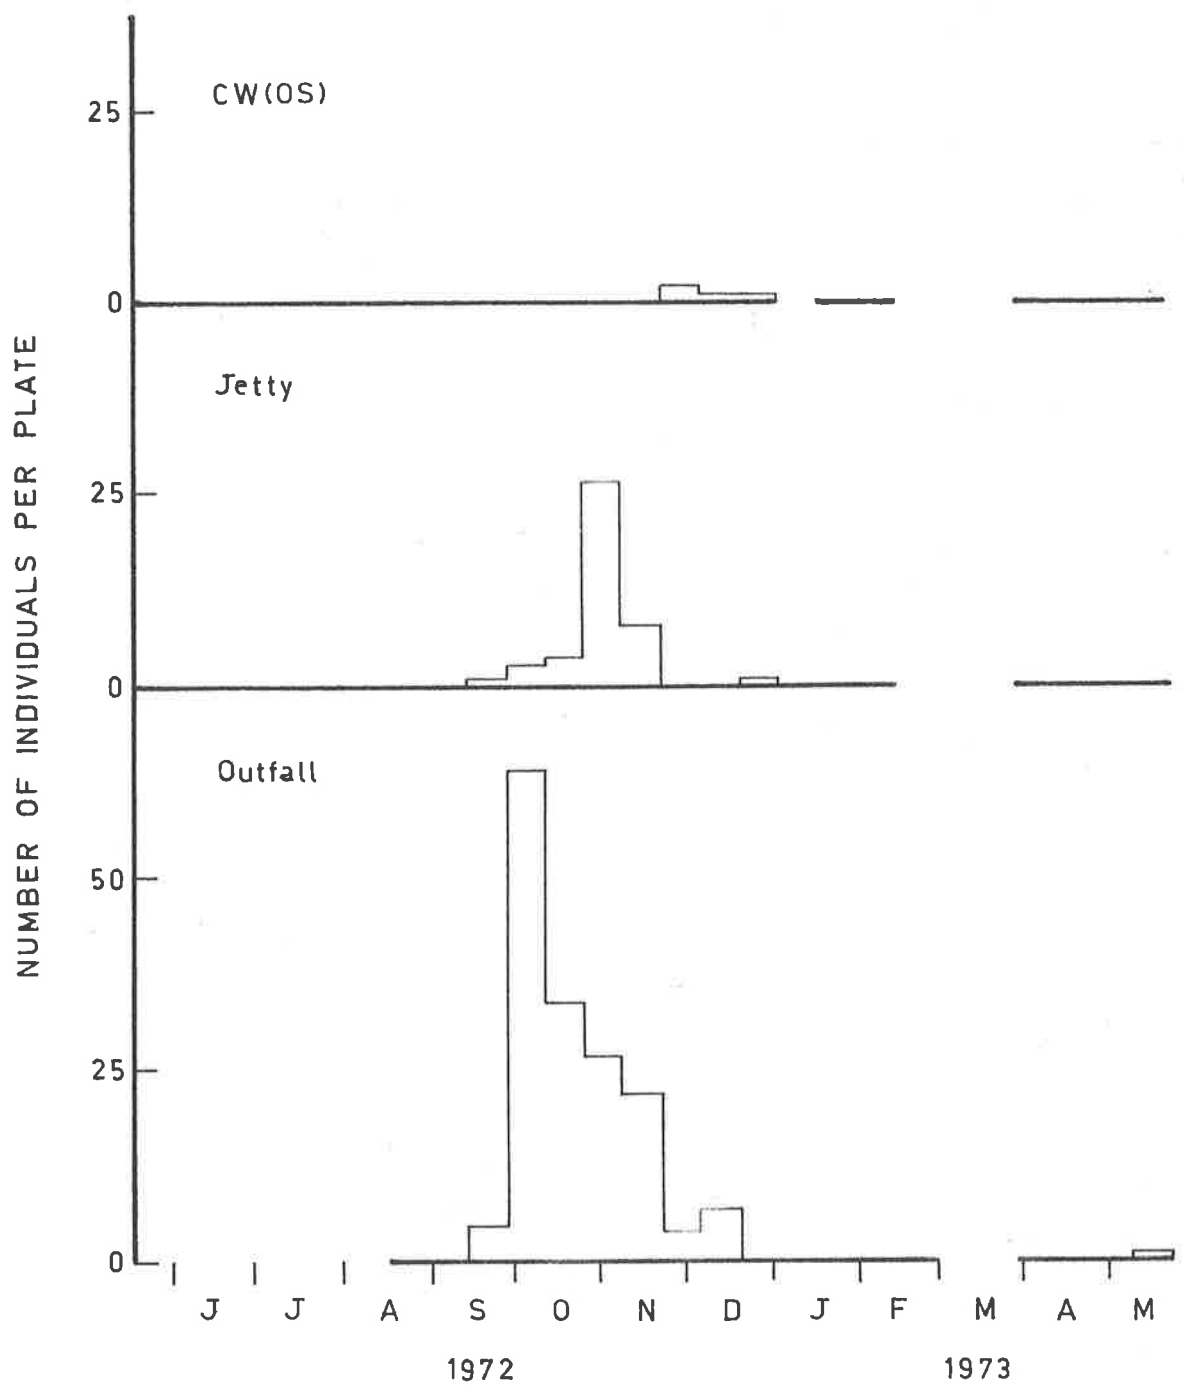 CW(OS)
25
0
Jetty
25
0
Outfall
50
25
0
NUMBER OF INDIVIDUALS PER PLATE
J J A S O N D J F M A M
1972 1973